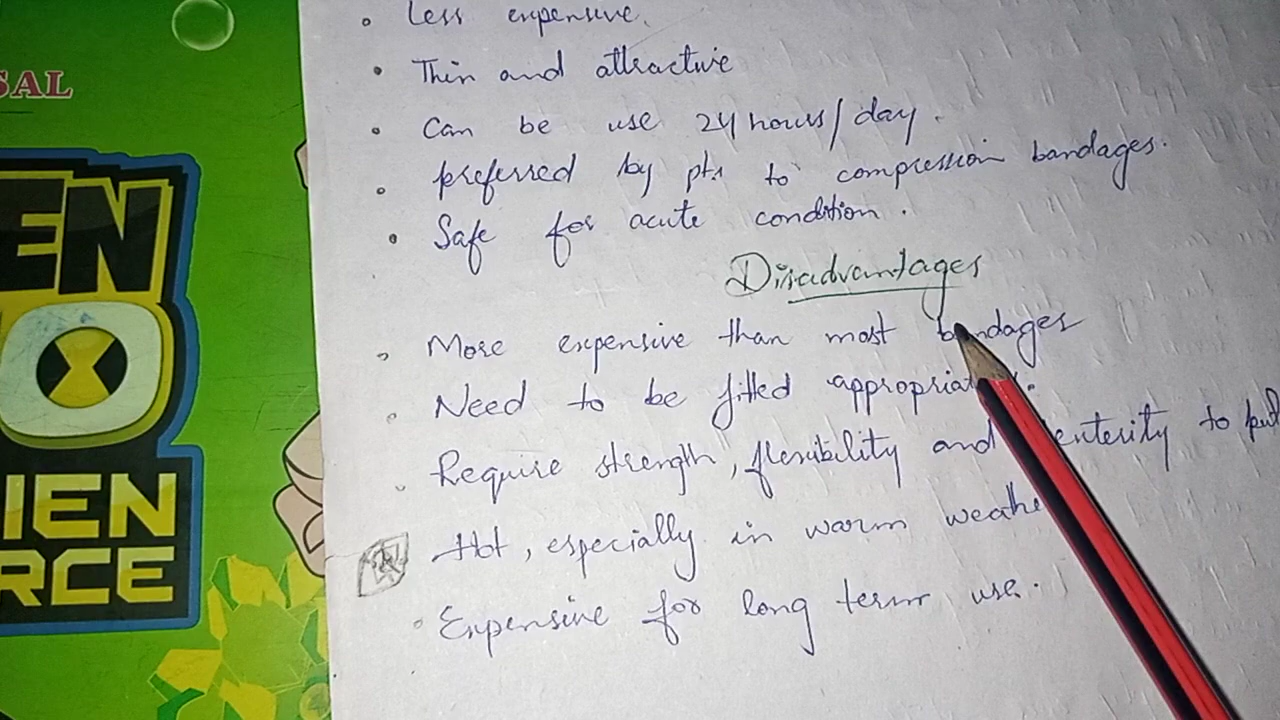 SAL
EN
IEN
RCE
Less expensive.
Thin and attractive
Can be use 24 hours/day.
preferred by pts to compression bandages.
Safe for acute condition.
Disadvantages
More expensive than most bandages
Need to be fitted
Require strength, flexibility and to put
Hot, especially in warm
Expensive for long term use.